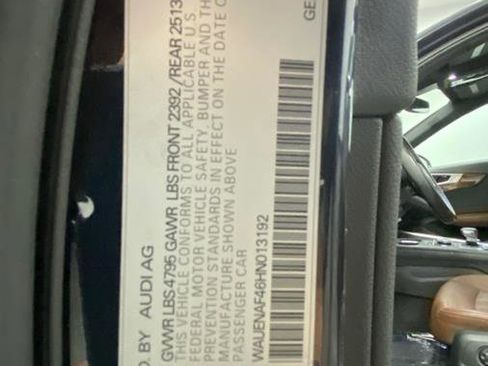 D. BY AUDI AG
GE
GVWR LBS 4795 GAWR LBS FRONT 2392 /REAR 2513
THIS VEHICLE CONFORMS TO ALL APPLICABLE U.S.
FEDERAL MOTOR VEHICLE SAFETY, BUMPER AND TH
PREVENTION STANDARDS IN EFFECT ON THE DATE O
MANUFACTURE SHOWN ABOVE
PASSENGER CAR
WAUENAF46HN013192